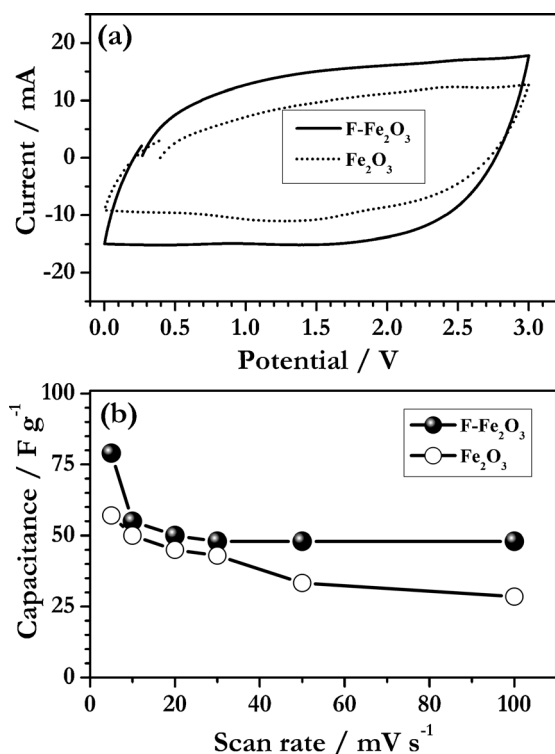 (a)
20
10
0
-10
-20
Current / mA
F-Fe₂O₃
Fe₂O₃
0.0 0.5 1.0 1.5 2.0 2.5 3.0
Potential / V
(b)
100
75
50
25
0
Capacitance / F g⁻¹
F-Fe₂O₃
Fe₂O₃
0 20 40 60 80 100
Scan rate / mV s⁻¹